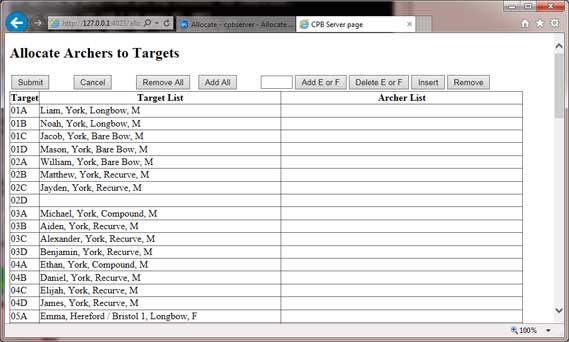 http://127.0.0.1:4025/allo
Allocate - cpbserver - Allocate ...
CPB Server page
Allocate Archers to Targets
Submit Cancel Remove All Add All Add E or F Delete E or F Insert Remove
Target Target List Archer List
01A Liam, York, Longbow, M
01B Noah, York, Longbow, M
01C Jacob, York, Bare Bow, M
01D Mason, York, Bare Bow, M
02A William, York, Bare Bow, M
02B Matthew, York, Recurve, M
02C Jayden, York, Recurve, M
02D
03A Michael, York, Compound, M
03B Aiden, York, Recurve, M
03C Alexander, York, Recurve, M
03D Benjamin, York, Recurve, M
04A Ethan, York, Compound, M
04B Daniel, York, Recurve, M
04C Elijah, York, Recurve, M
04D James, York, Recurve, M
05A Emma, Hereford / Bristol 1, Longbow, F
100%